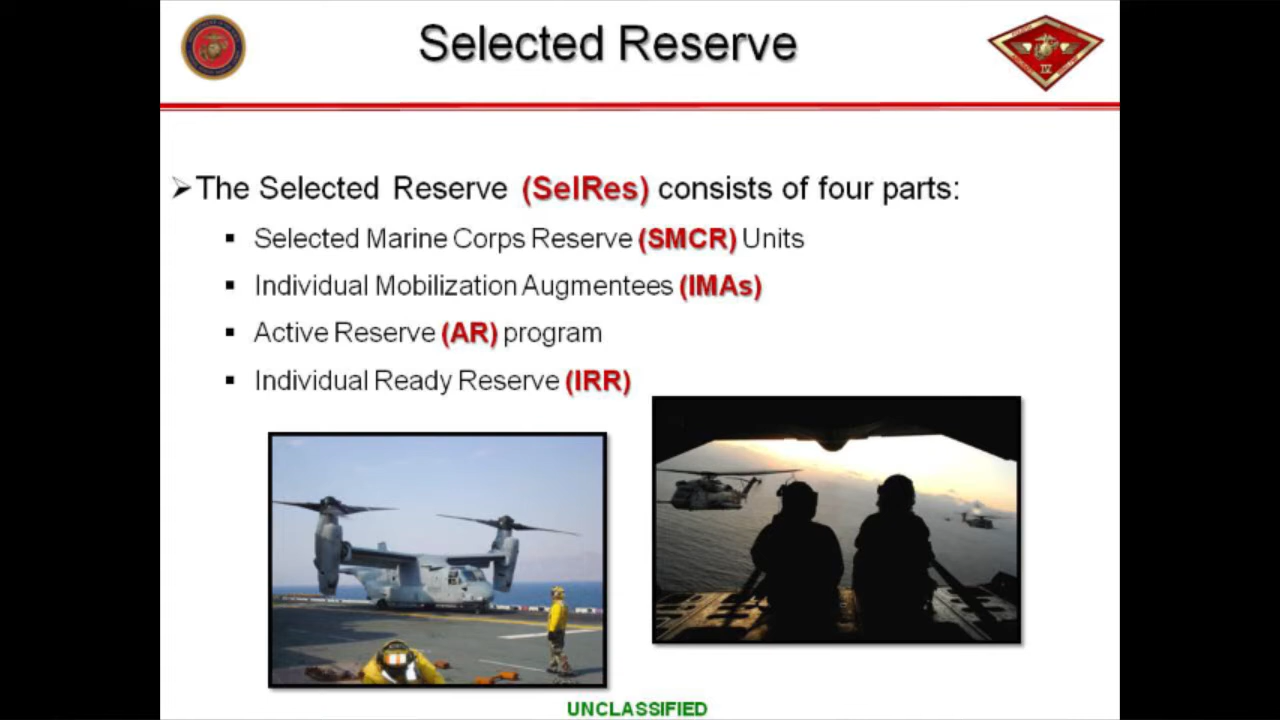 Selected Reserve
IV
➢ The Selected Reserve (SelRes) consists of four parts:
▪ Selected Marine Corps Reserve (SMCR) Units
▪ Individual Mobilization Augmentees (IMAs)
▪ Active Reserve (AR) program
▪ Individual Ready Reserve (IRR)
UNCLASSIFIED